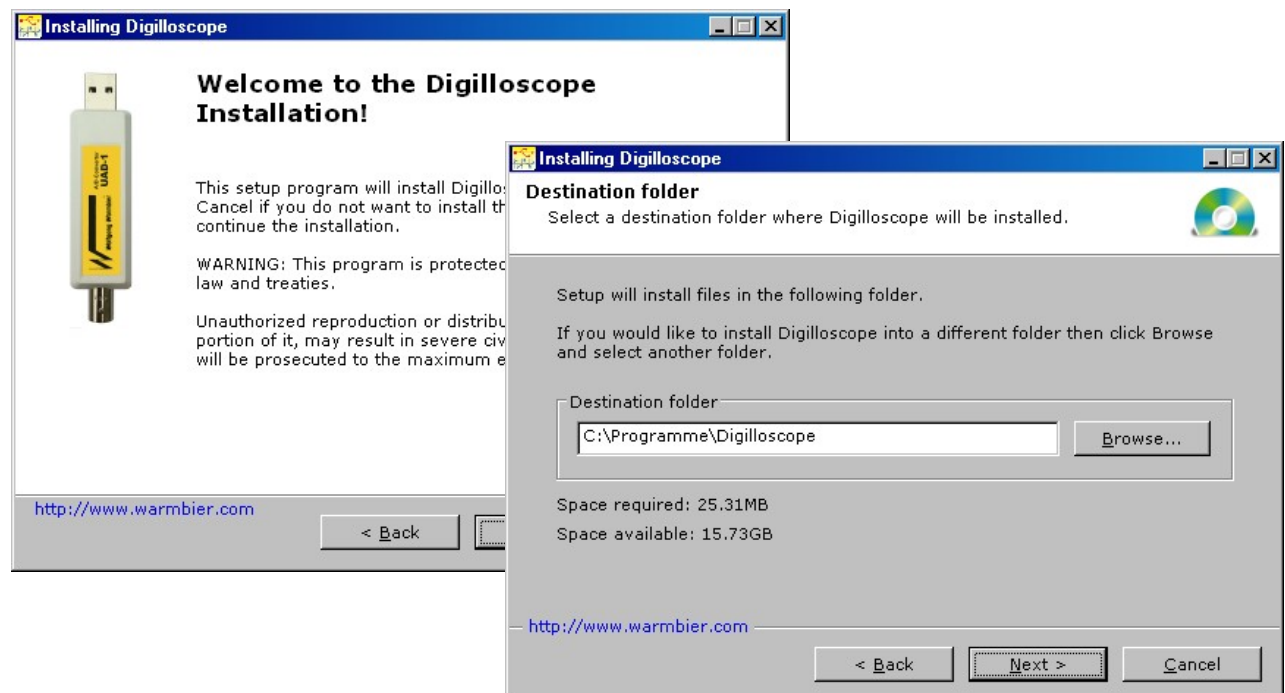 Installing Digilloscope
Welcome to the Digilloscope
Installation!
A/D-Converter
UAD-1
Wolfgang Warmbier
This setup program will install
Cancel if you do not want to install
continue the installation.
WARNING: This program is protected
law and treaties.
Unauthorized reproduction or
portion of it, may result in severe
will be prosecuted to the maximum
http://www.warmbier.com
< Back
Installing Digilloscope
Destination folder
Select a destination folder where Digilloscope will be installed.
Setup will install files in the following folder.
If you would like to install Digilloscope into a different folder then click Browse
and select another folder.
Destination folder
C:\Programme\Digilloscope
Browse...
Space required: 25.31MB
Space available: 15.73GB
http://www.warmbier.com
< Back
Next >
Cancel